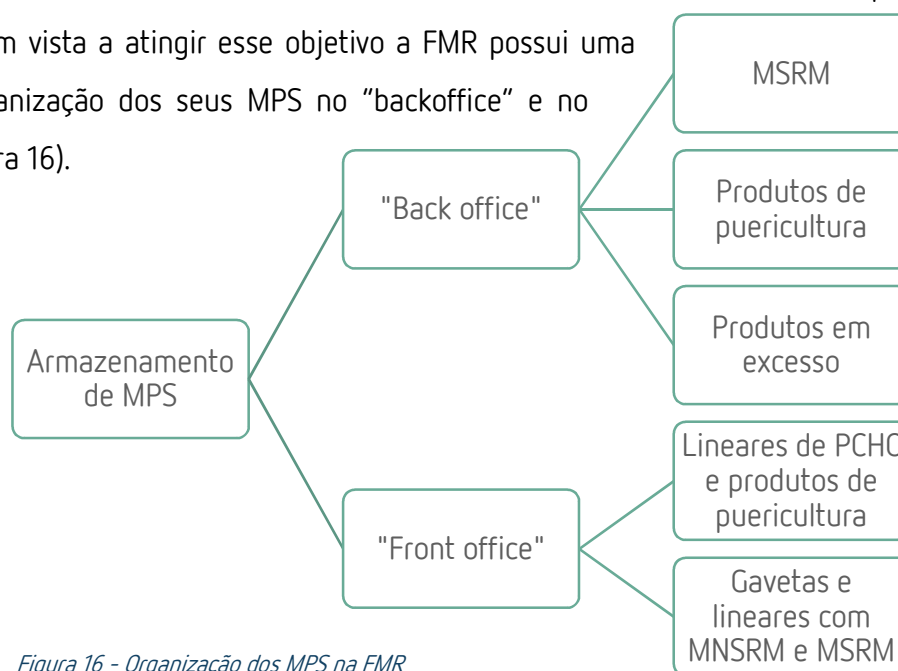 vista a atingir esse objetivo a FMR possui uma
dos seus MPS no "backoffice" e no
16).
Armazenamento
de MPS
"Back office"
MSRM
Produtos de
puericultura
Produtos em
excesso
"Front office"
Lineares de PCHC
e produtos de
puericultura
Gavetas e
lineares com
MNSRM e MSRM
Figura 16 - Organização dos MPS na FMR